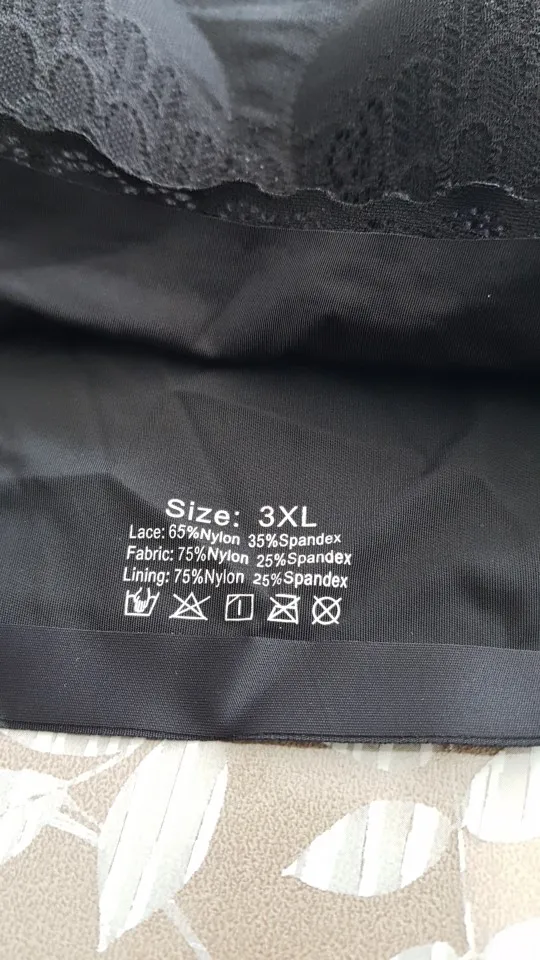 Size: 3XL
Lace: 65%Nylon 35%Spandex
Fabric: 75%Nylon 25%Spandex
Lining: 75%Nylon 25%Spandex